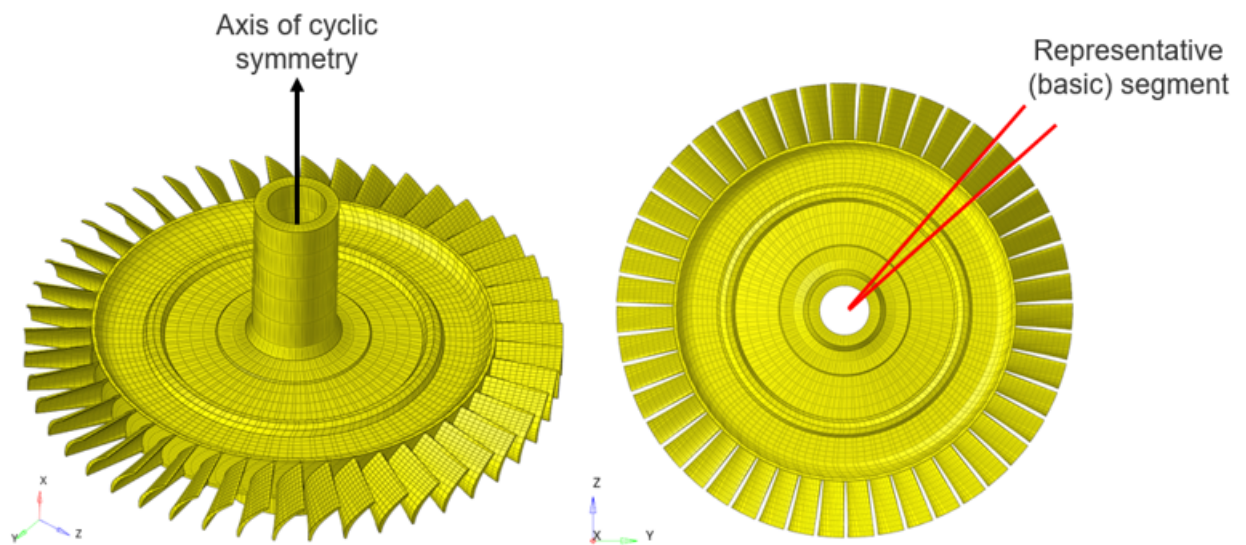 Axis of cyclic
symmetry
Representative
(basic) segment
X
Y
Z
Z
X
Y